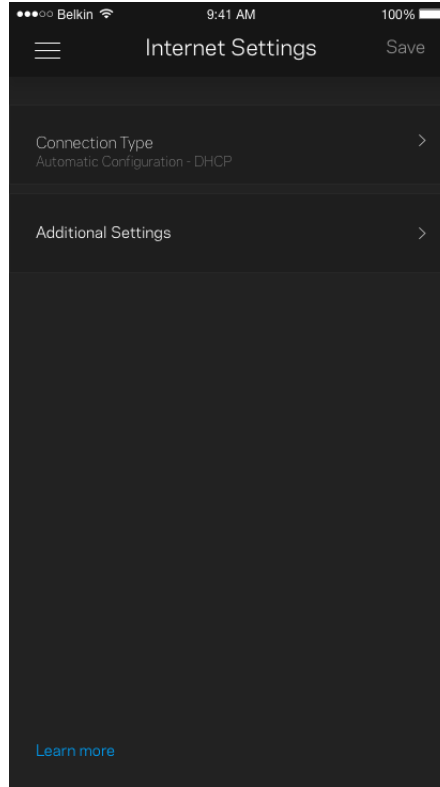 Belkin 9:41 AM 100%
Internet Settings Save
Connection Type
Automatic Configuration - DHCP
Additional Settings
Learn more